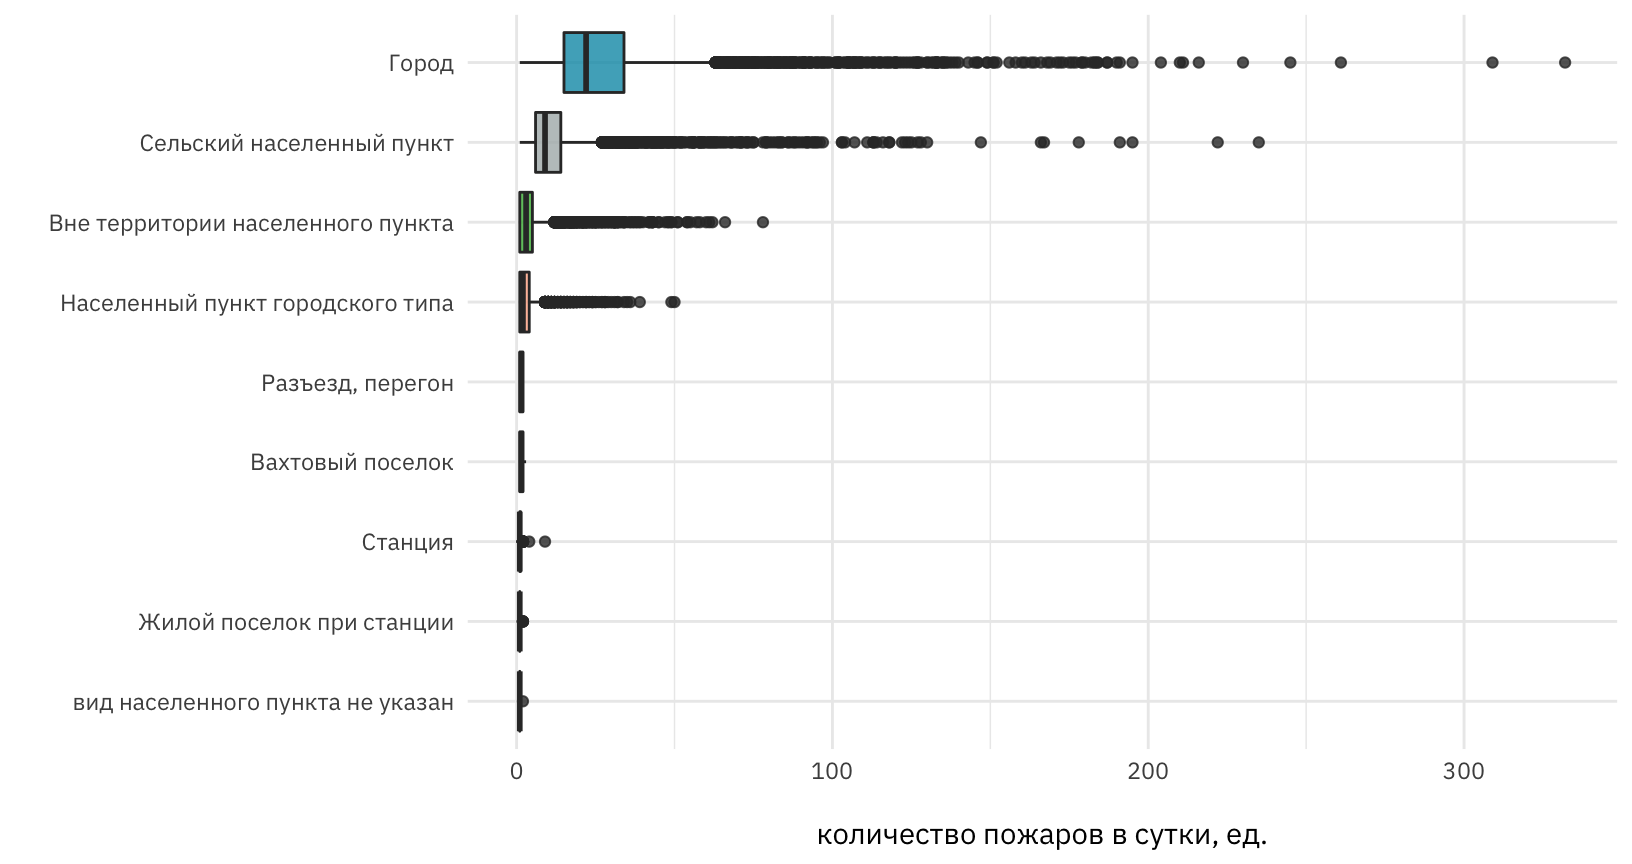 Город
Сельский населенный пункт
Вне территории населенного пункта
Населенный пункт городского типа
Разъезд, перегон
Вахтовый поселок
Станция
Жилой поселок при станции
вид населенного пункта не указан
0 100 200 300
количество пожаров в сутки, ед.